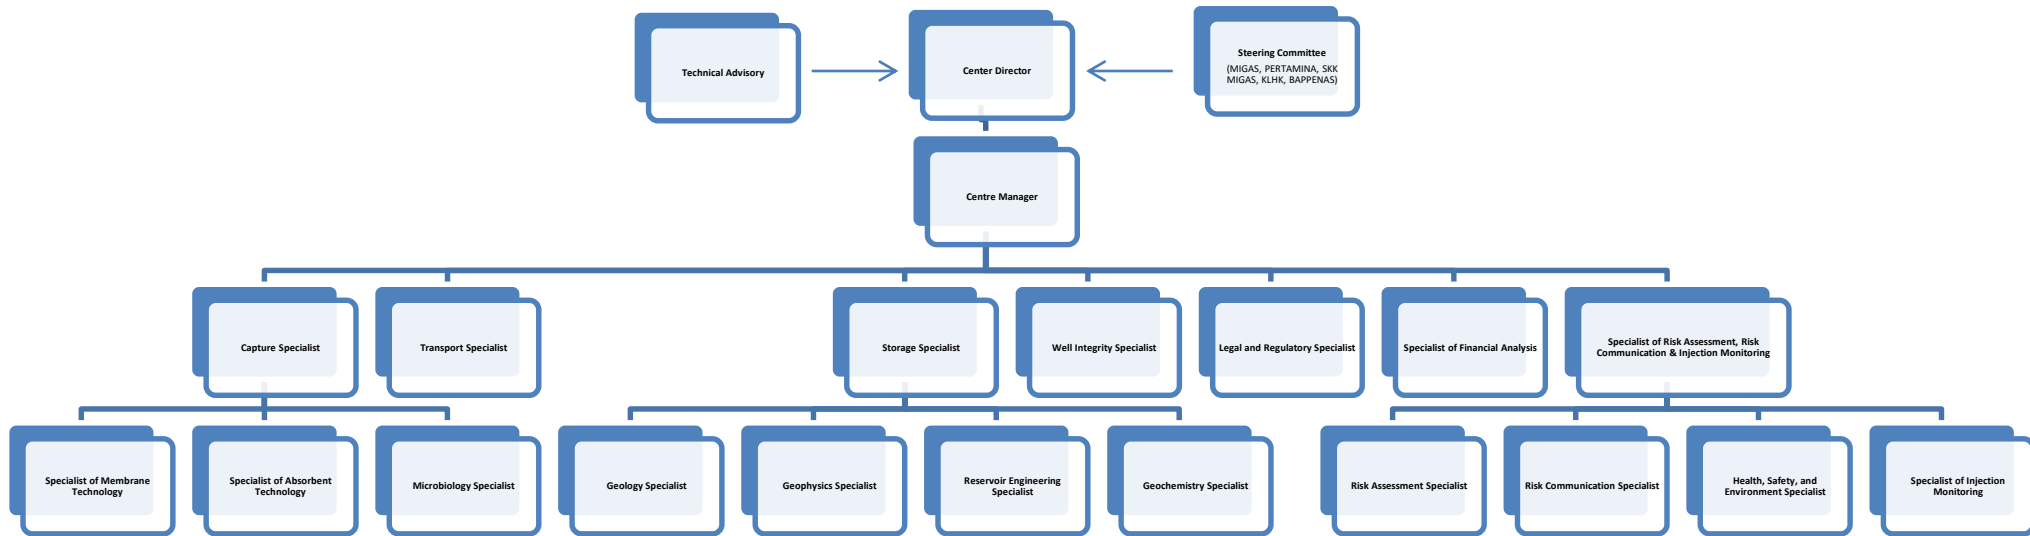 Technical Advisory
Center Director
Steering Committee
(MIGAS, PERTAMINA, SKK
MIGAS, KLHK, BAPPENAS)
Centre Manager
Capture Specialist
Transport Specialist
Storage Specialist
Well Integrity Specialist
Legal and Regulatory Specialist
Specialist of Financial Analysis
Specialist of Risk Assessment, Risk
Communication & Injection Monitoring
Specialist of Membrane
Technology
Specialist of Absorbent
Technology
Microbiology Specialist
Geology Specialist
Geophysics Specialist
Reservoir Engineering
Specialist
Geochemistry Specialist
Risk Assessment Specialist
Risk Communication Specialist
Health, Safety, and
Environment Specialist
Specialist of Injection
Monitoring